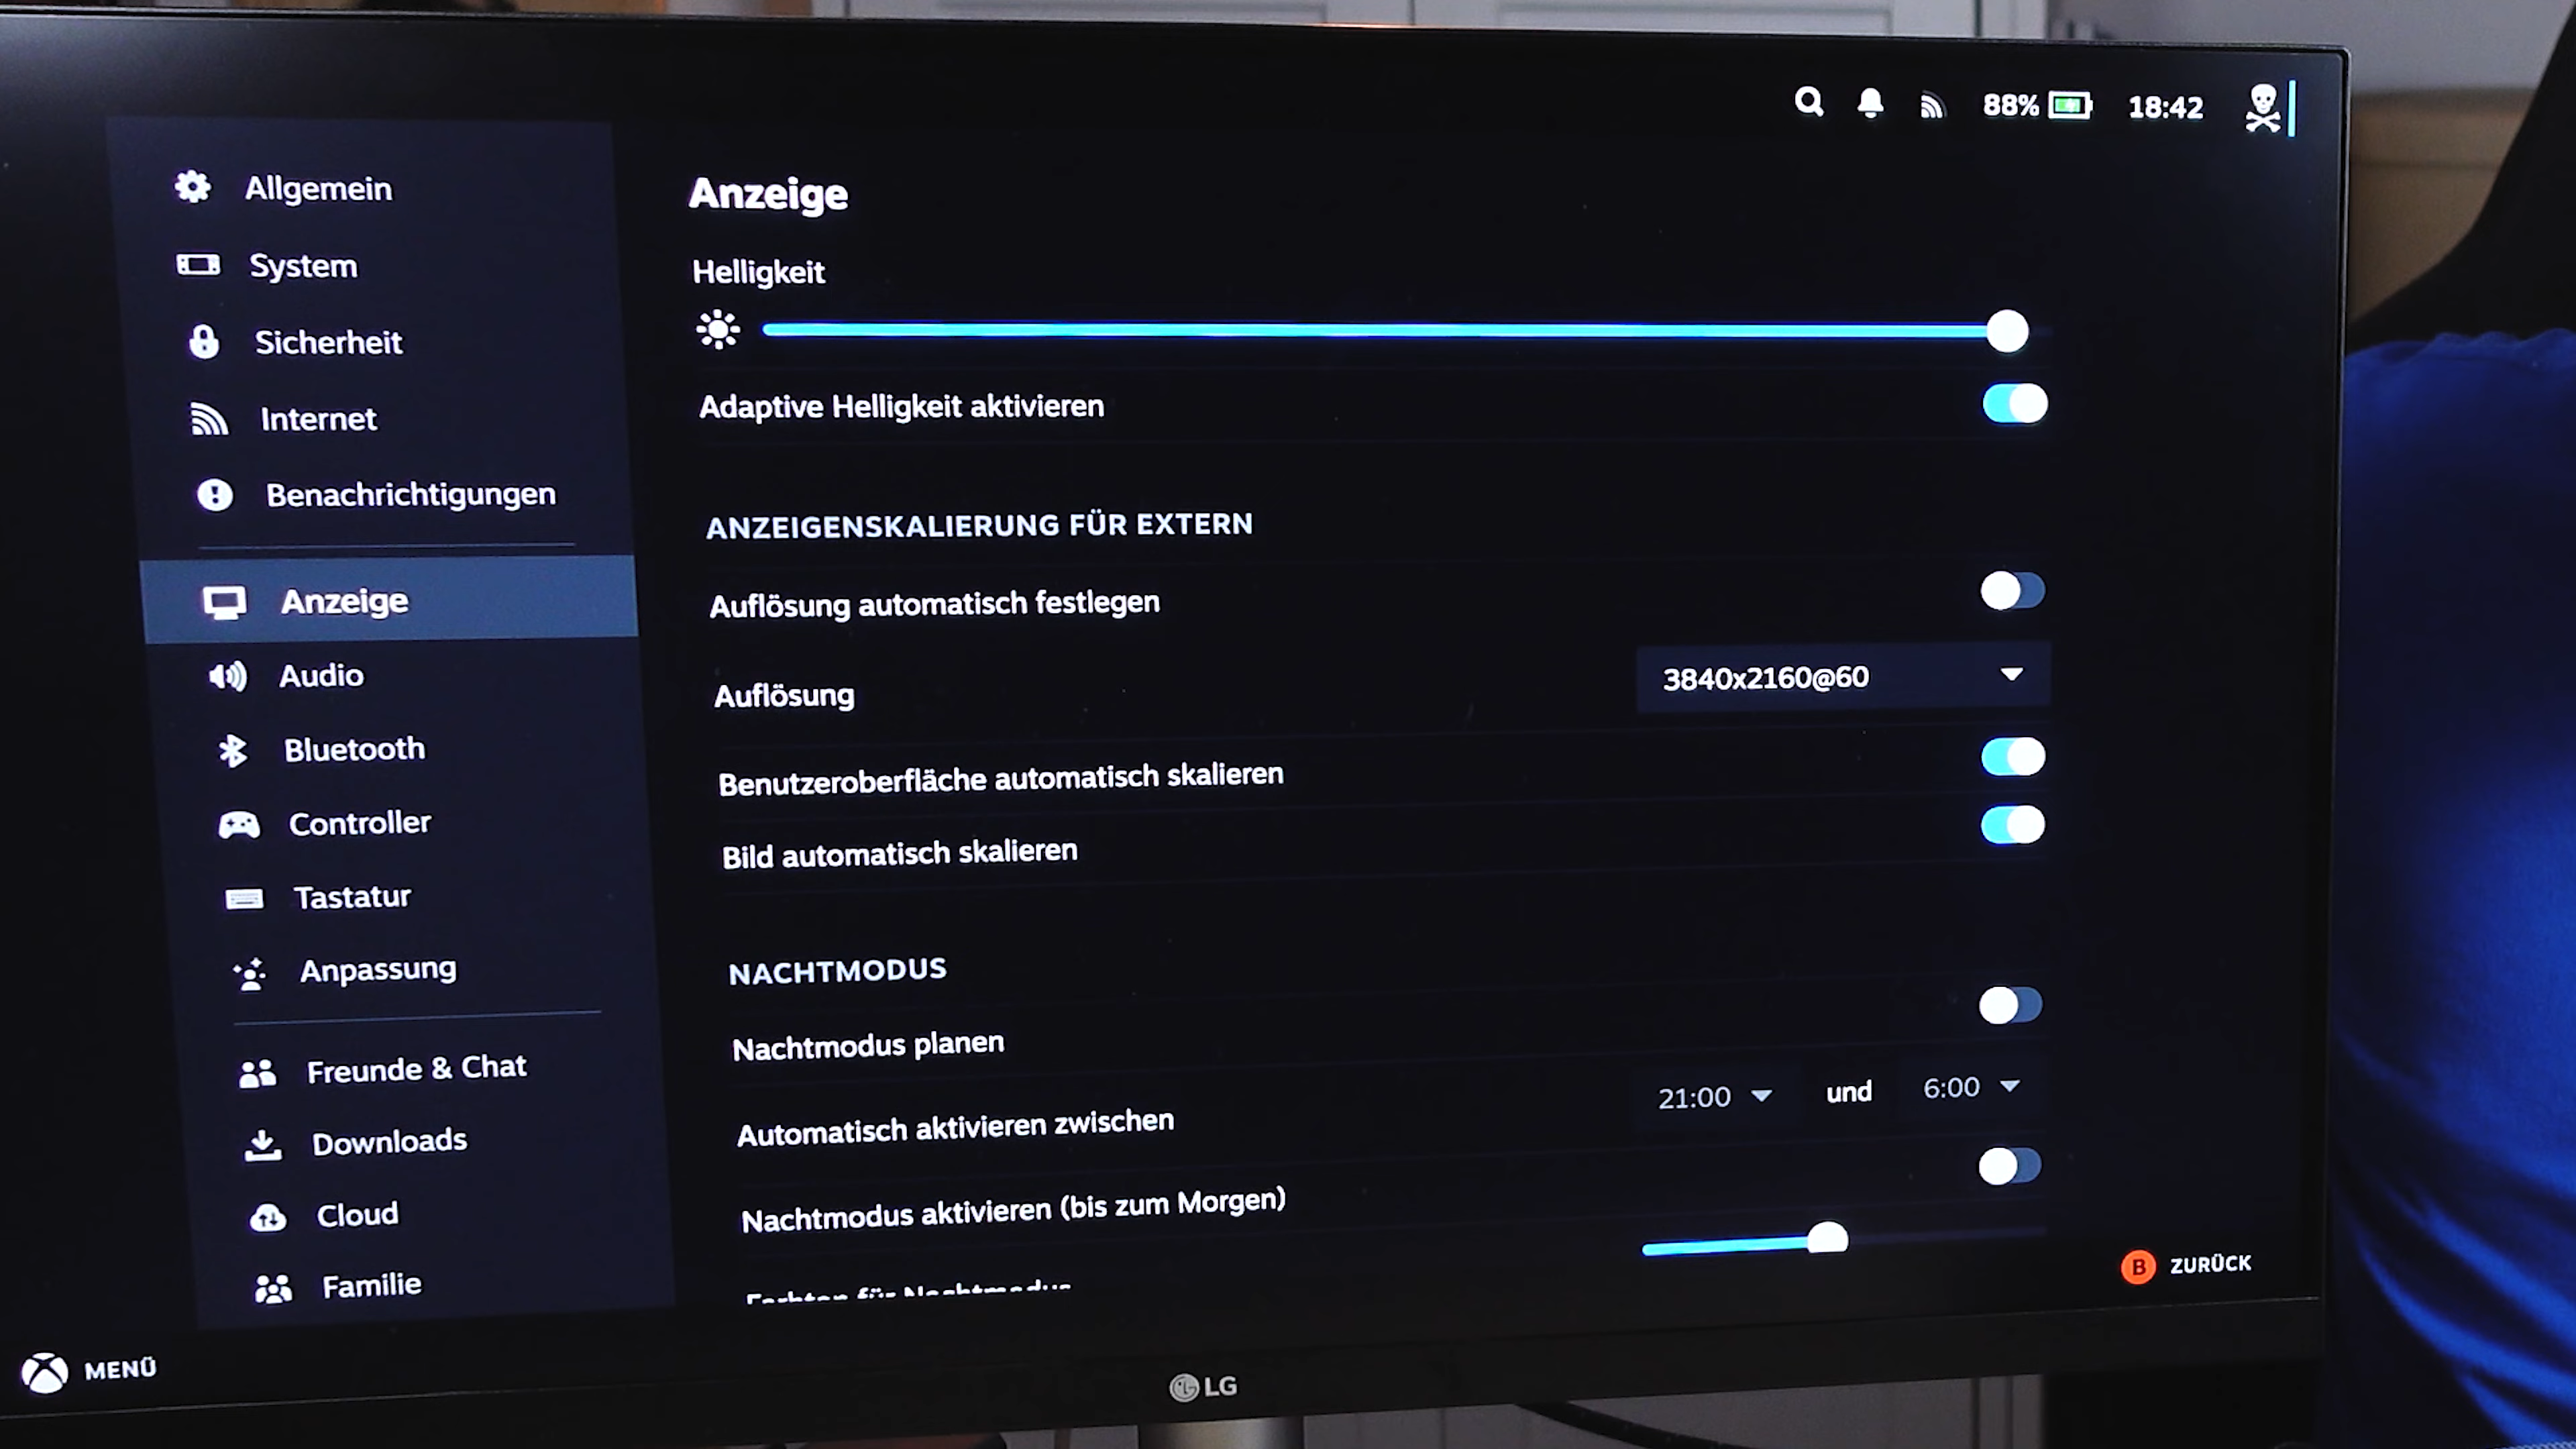 88%
18:42
Allgemein
System
Sicherheit
Internet
Benachrichtigungen
Anzeige
Audio
Bluetooth
Controller
Tastatur
Anpassung
Freunde & Chat
Downloads
Cloud
Familie
Anzeige
Helligkeit
Adaptive Helligkeit aktivieren
ANZEIGENSKALIERUNG FÜR EXTERN
Auflösung automatisch festlegen
Auflösung 3840x2160@60
Benutzeroberfläche automatisch skalieren
Bild automatisch skalieren
NACHTMODUS
Nachtmodus planen
Automatisch aktivieren zwischen 21:00 und 6:00
Nachtmodus aktivieren (bis zum Morgen)
Farbton für Nachtmodus
B ZURÜCK
MENÜ
LG